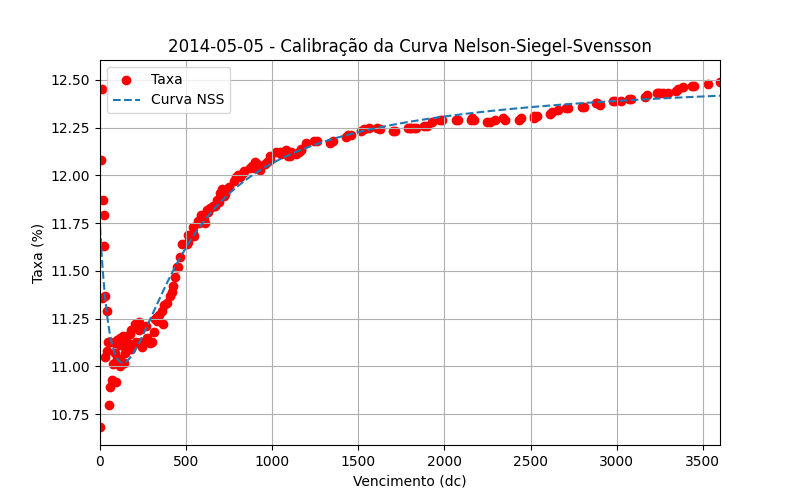 2014-05-05 - Calibração da Curva Nelson-Siegel-Svensson
Taxa
Curva NSS
Taxa (%)
12.50
12.25
12.00
11.75
11.50
11.25
11.00
10.75
0 500 1000 1500 2000 2500 3000 3500
Vencimento (dc)